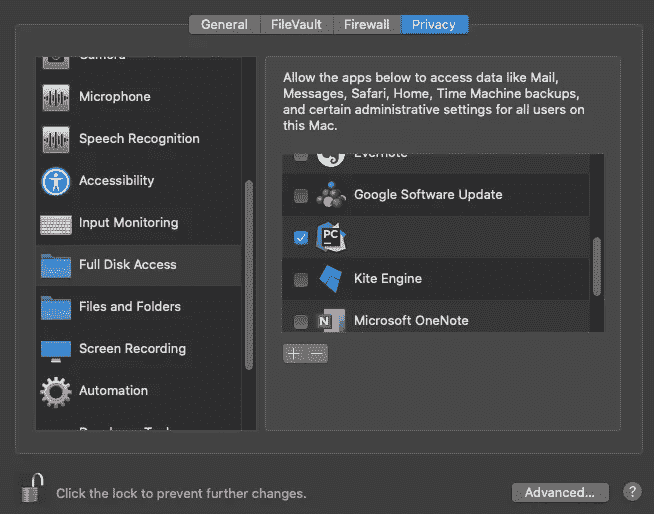 General
FileVault
Firewall
Privacy
Microphone
Speech Recognition
Accessibility
Input Monitoring
Full Disk Access
Files and Folders
Screen Recording
Automation
Allow the apps below to access data like Mail,
Messages, Safari, Home, Time Machine backups,
and certain administrative settings for all users on
this Mac.
Evernote
Google Software Update
PC
Kite Engine
N
Microsoft OneNote
Click the lock to prevent further changes.
Advanced...
?